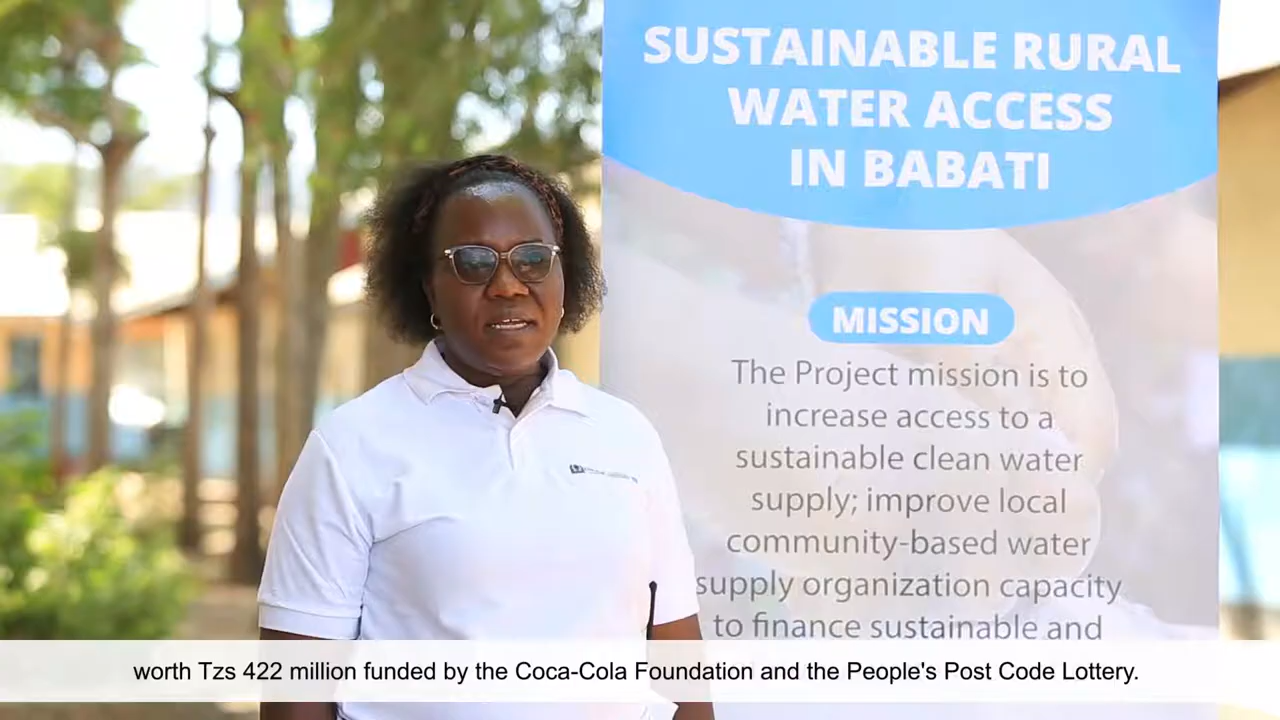 SUSTAINABLE RURAL
WATER ACCESS
IN BABATI
MISSION
The Project mission is to
increase access to a
sustainable clean water
supply; improve local
community-based water
supply organization capacity
to finance sustainable and
worth Tzs 422 million funded by the Coca-Cola Foundation and the People's Post Code Lottery.